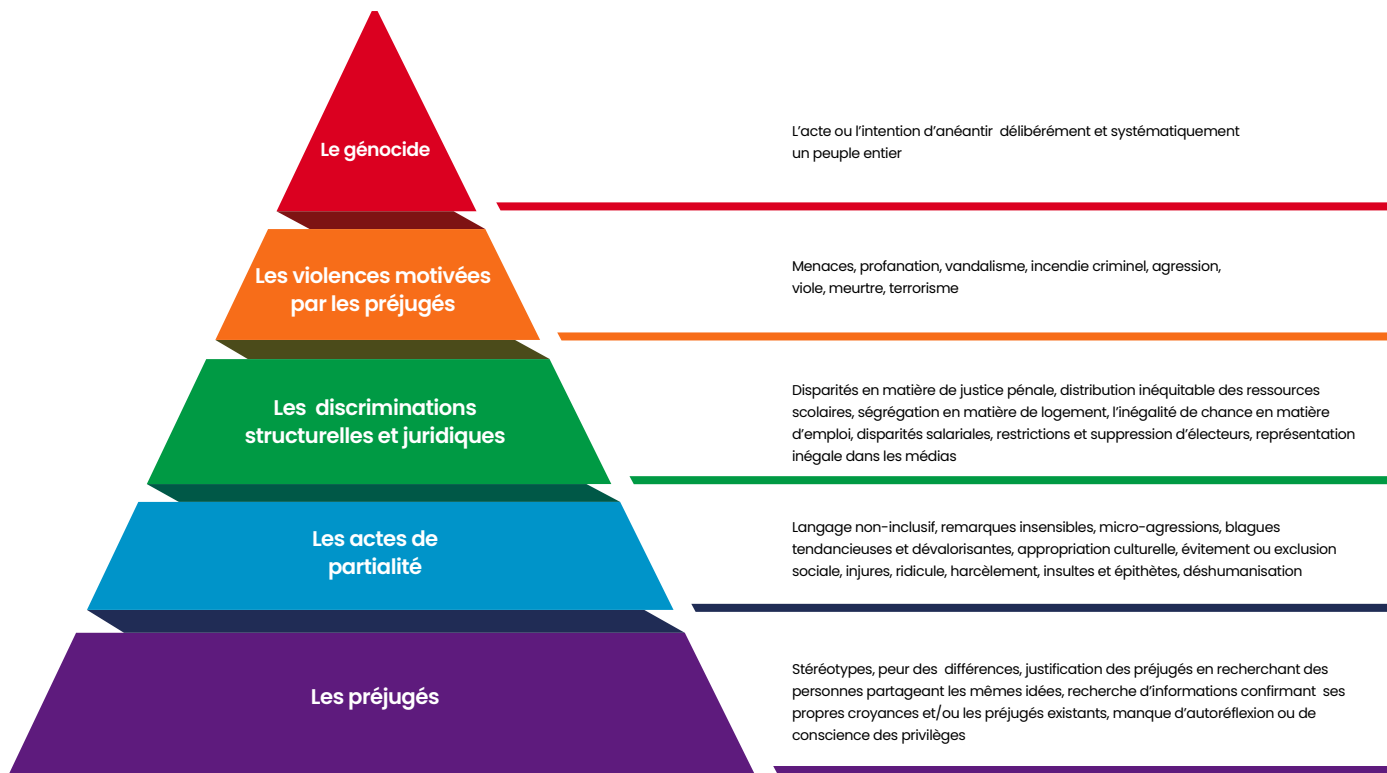 Le génocide
L'acte ou l'intention d'anéantir délibérément et systématiquement
un peuple entier
Les violences motivées
par les préjugés
Menaces, profanation, vandalisme, incendie criminel, agression,
viole, meurtre, terrorisme
Les discriminations
structurelles et juridiques
Disparités en matière de justice pénale, distribution inéquitable des ressources
scolaires, ségrégation en matière de logement, l'inégalité de chance en matière
d'emploi, disparités salariales, restrictions et suppression d'électeurs, représentation
inégale dans les médias
Les actes de
partialité
Langage non-inclusif, remarques insensibles, micro-agressions, blagues
tendancieuses et dévalorisantes, appropriation culturelle, évitement ou exclusion
sociale, injures, ridicule, harcèlement, insultes et épithètes, déshumanisation
Les préjugés
Stéréotypes, peur des différences, justification des préjugés en recherchant des
personnes partageant les mêmes idées, recherche d'informations confirmant ses
propres croyances et/ou les préjugés existants, manque d'autoréflexion ou de
conscience des privilèges